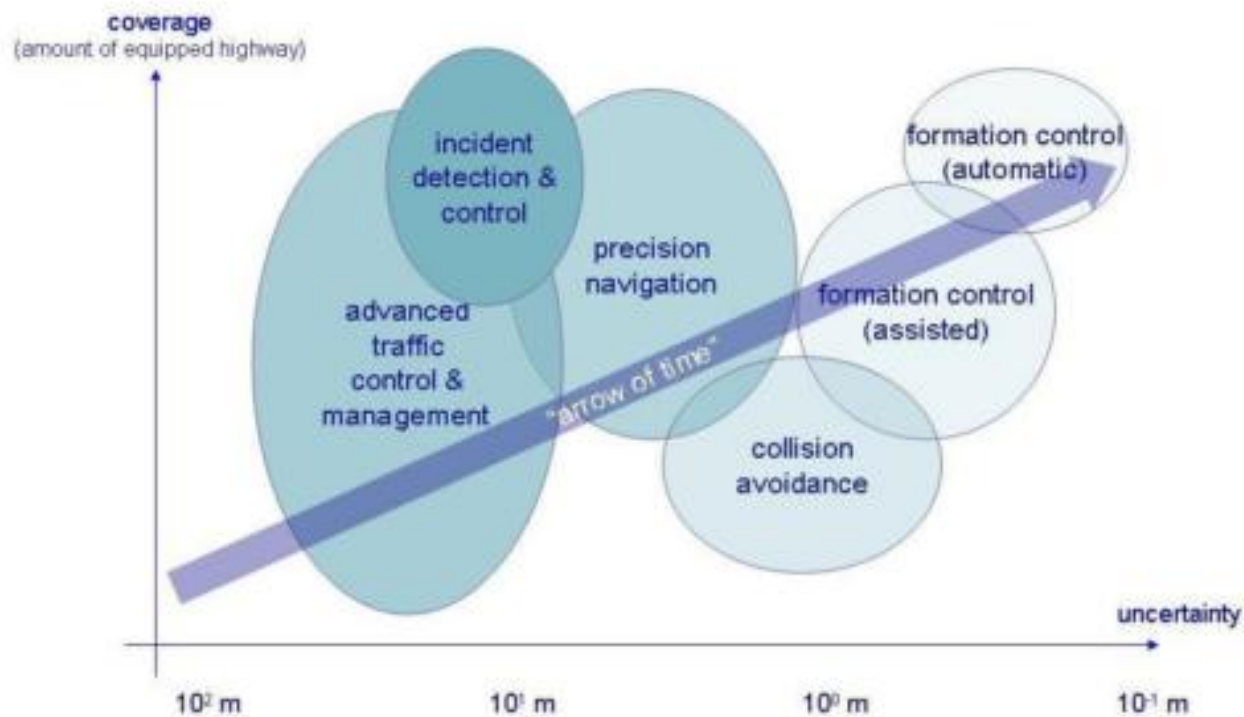 coverage
(amount of equipped highway)
incident
detection &
control
formation control
(automatic)
precision
navigation
advanced
traffic
control &
management
formation control
(assisted)
"arrow of time"
collision
avoidance
uncertainty
10² m
10¹ m
10⁰ m
10⁻¹ m